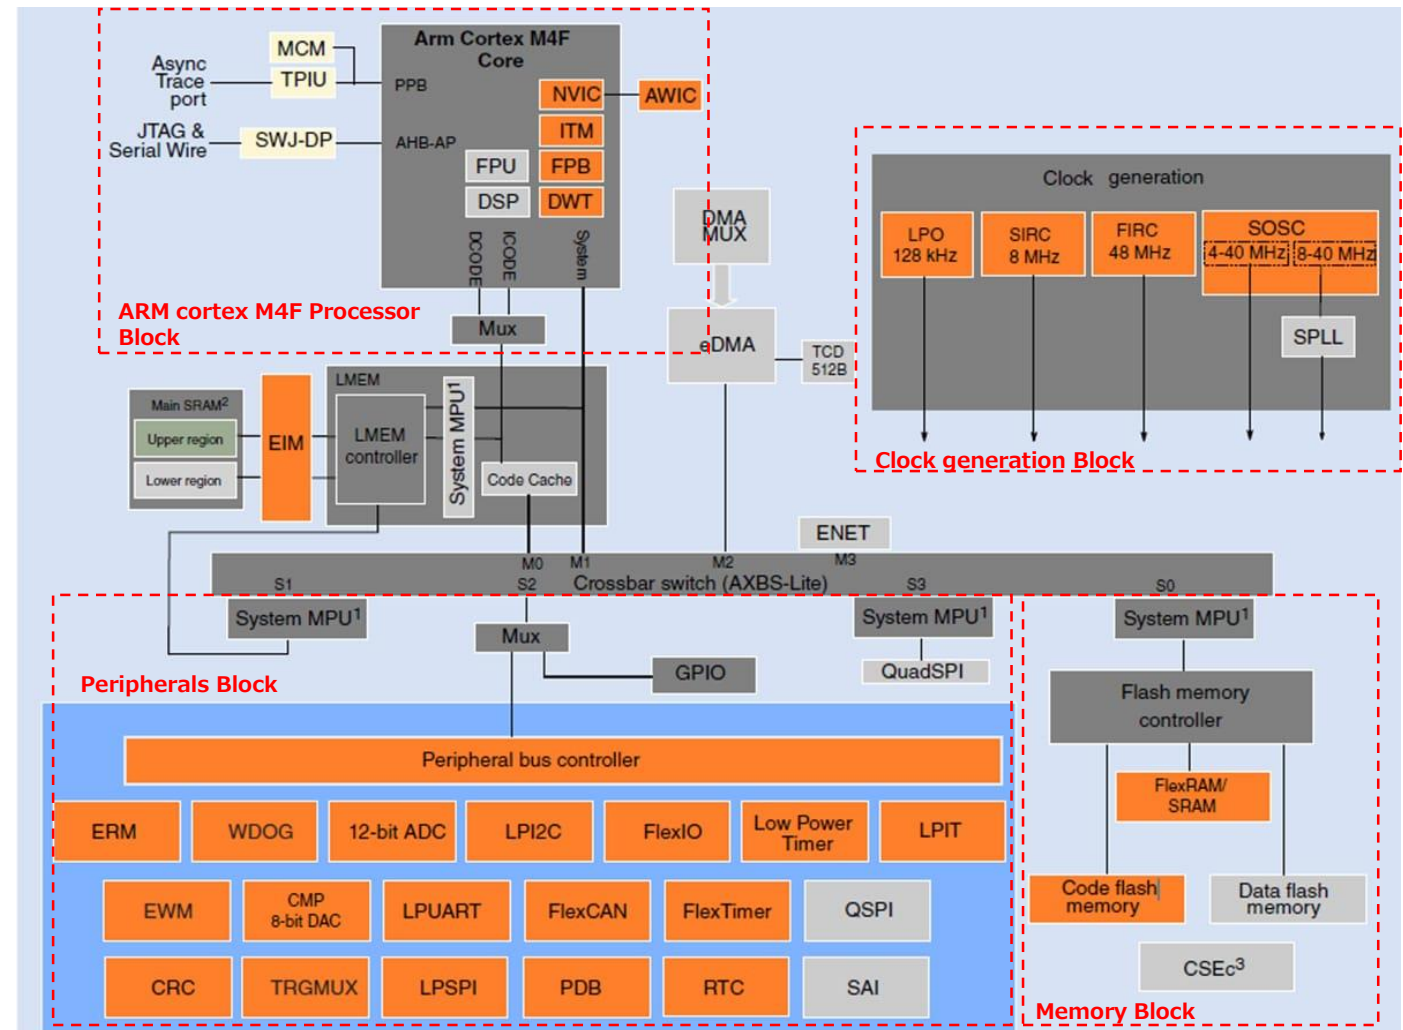 MCM
Async
Trace
port
TPIU
JTAG &
Serial Wire
SWJ-DP
Arm Cortex M4F
Core
PPB
AHB-AP
NVIC
AWIC
ITM
FPU
FPB
DSP
DWT
DCODE
ICODE
System
Mux
ARM cortex M4F Processor
Block
DMA
MUX
eDMA
TCD
512B
Clock generation
LPO
128 kHz
SIRC
8 MHz
FIRC
48 MHz
SOSC
4-40 MHz
8-40 MHz
SPLL
Clock generation Block
Main SRAM2
Upper region
Lower region
EIM
LMEM
LMEM
controller
System MPU1
Code Cache
ENET
M0
M1
M2
M3
S1
S2
Crossbar switch (AXBS-Lite)
S3
S0
System MPU1
Mux
System MPU1
System MPU1
GPIO
QuadSPI
Peripherals Block
Flash memory
controller
Peripheral bus controller
FlexRAM/
SRAM
ERM
WDOG
12-bit ADC
LPI2C
FlexIO
Low Power
Timer
LPIT
EWM
CMP
8-bit DAC
LPUART
FlexCAN
FlexTimer
QSPI
Code flash
memory
Data flash
memory
CRC
TRGMUX
LPSPI
PDB
RTC
SAI
CSEc3
Memory Block